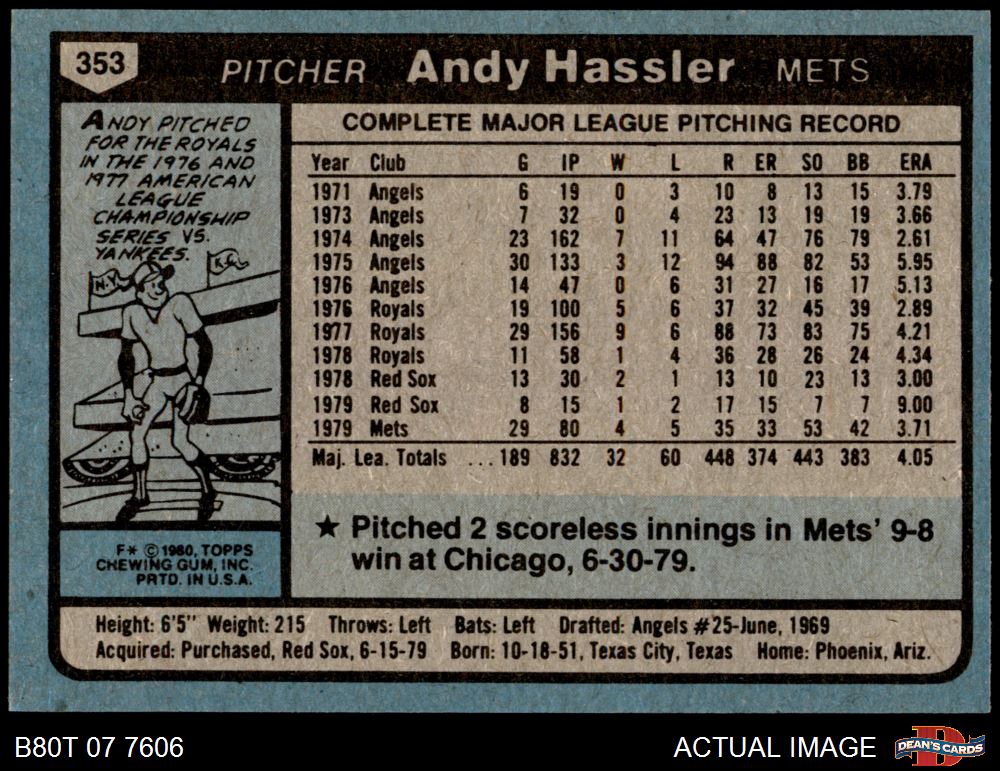 353 PITCHER Andy Hassler METS
ANDY PITCHED
FOR THE ROYALS
IN THE 1976 AND
1977 AMERICAN
LEAGUE
CHAMPIONSHIP
SERIES VS.
YANKEES.
N.Y. K.C.
COMPLETE MAJOR LEAGUE PITCHING RECORD
Year Club G IP W L R ER SO BB ERA
1971 Angels 6 19 0 3 10 8 13 15 3.79
1973 Angels 7 32 0 4 23 13 19 19 3.66
1974 Angels 23 162 7 11 64 47 76 79 2.61
1975 Angels 30 133 3 12 94 88 82 53 5.95
1976 Angels 14 47 0 6 31 27 16 17 5.13
1976 Royals 19 100 5 6 37 32 45 39 2.89
1977 Royals 29 156 9 6 88 73 83 75 4.21
1978 Royals 11 58 1 4 36 28 26 24 4.34
1978 Red Sox 13 30 2 1 13 10 23 13 3.00
1979 Red Sox 8 15 1 2 17 15 7 7 9.00
1979 Mets 29 80 4 5 35 33 53 42 3.71
Maj. Lea. Totals ...189 832 32 60 448 374 443 383 4.05
★ Pitched 2 scoreless innings in Mets' 9-8
win at Chicago, 6-30-79.
F* © 1980, TOPPS
CHEWING GUM, INC.
PRTD. IN U.S.A.
Height: 6'5" Weight: 215 Throws: Left Bats: Left Drafted: Angels #25-June, 1969
Acquired: Purchased, Red Sox, 6-15-79 Born: 10-18-51, Texas City, Texas Home: Phoenix, Ariz.
B80T 07 7606 ACTUAL IMAGE DEAN'S CARDS